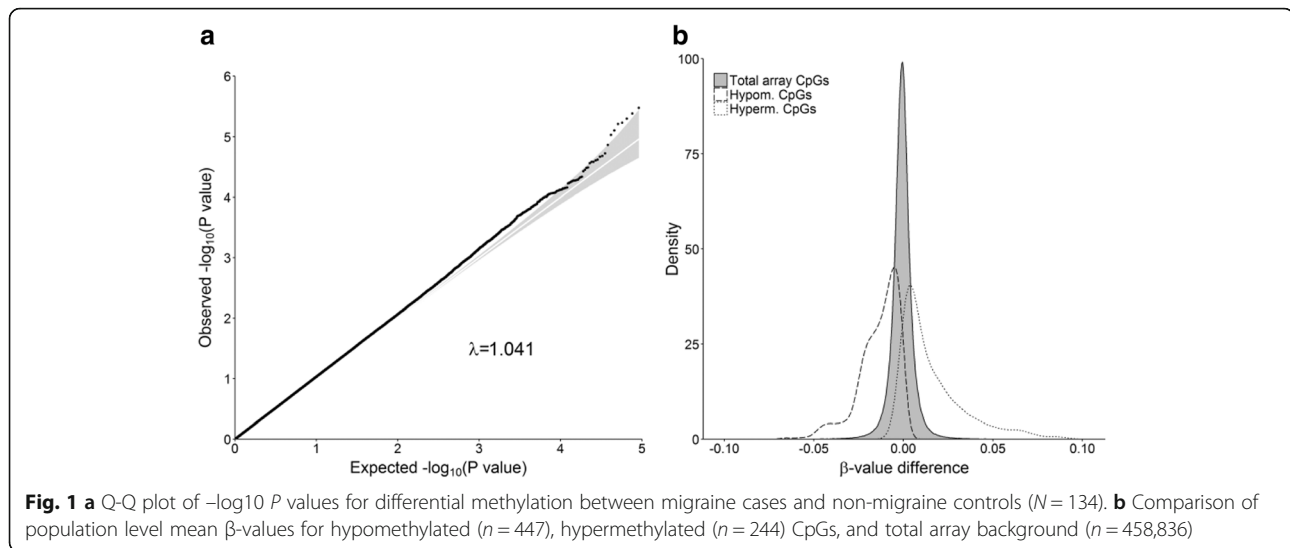 a
6
5
4
3
2
1
0
Observed -log10(P value)
λ=1.041
0 1 2 3 4 5
Expected -log10(P value)
b
100
75
50
25
0
Density
Total array CpGs
Hypom. CpGs
Hyperm. CpGs
-0.10 -0.05 0.00 0.05 0.10
β-value difference
Fig. 1 a Q-Q plot of –log10 P values for differential methylation between migraine cases and non-migraine controls (N = 134). b Comparison of
population level mean β-values for hypomethylated (n = 447), hypermethylated (n = 244) CpGs, and total array background (n = 458,836)